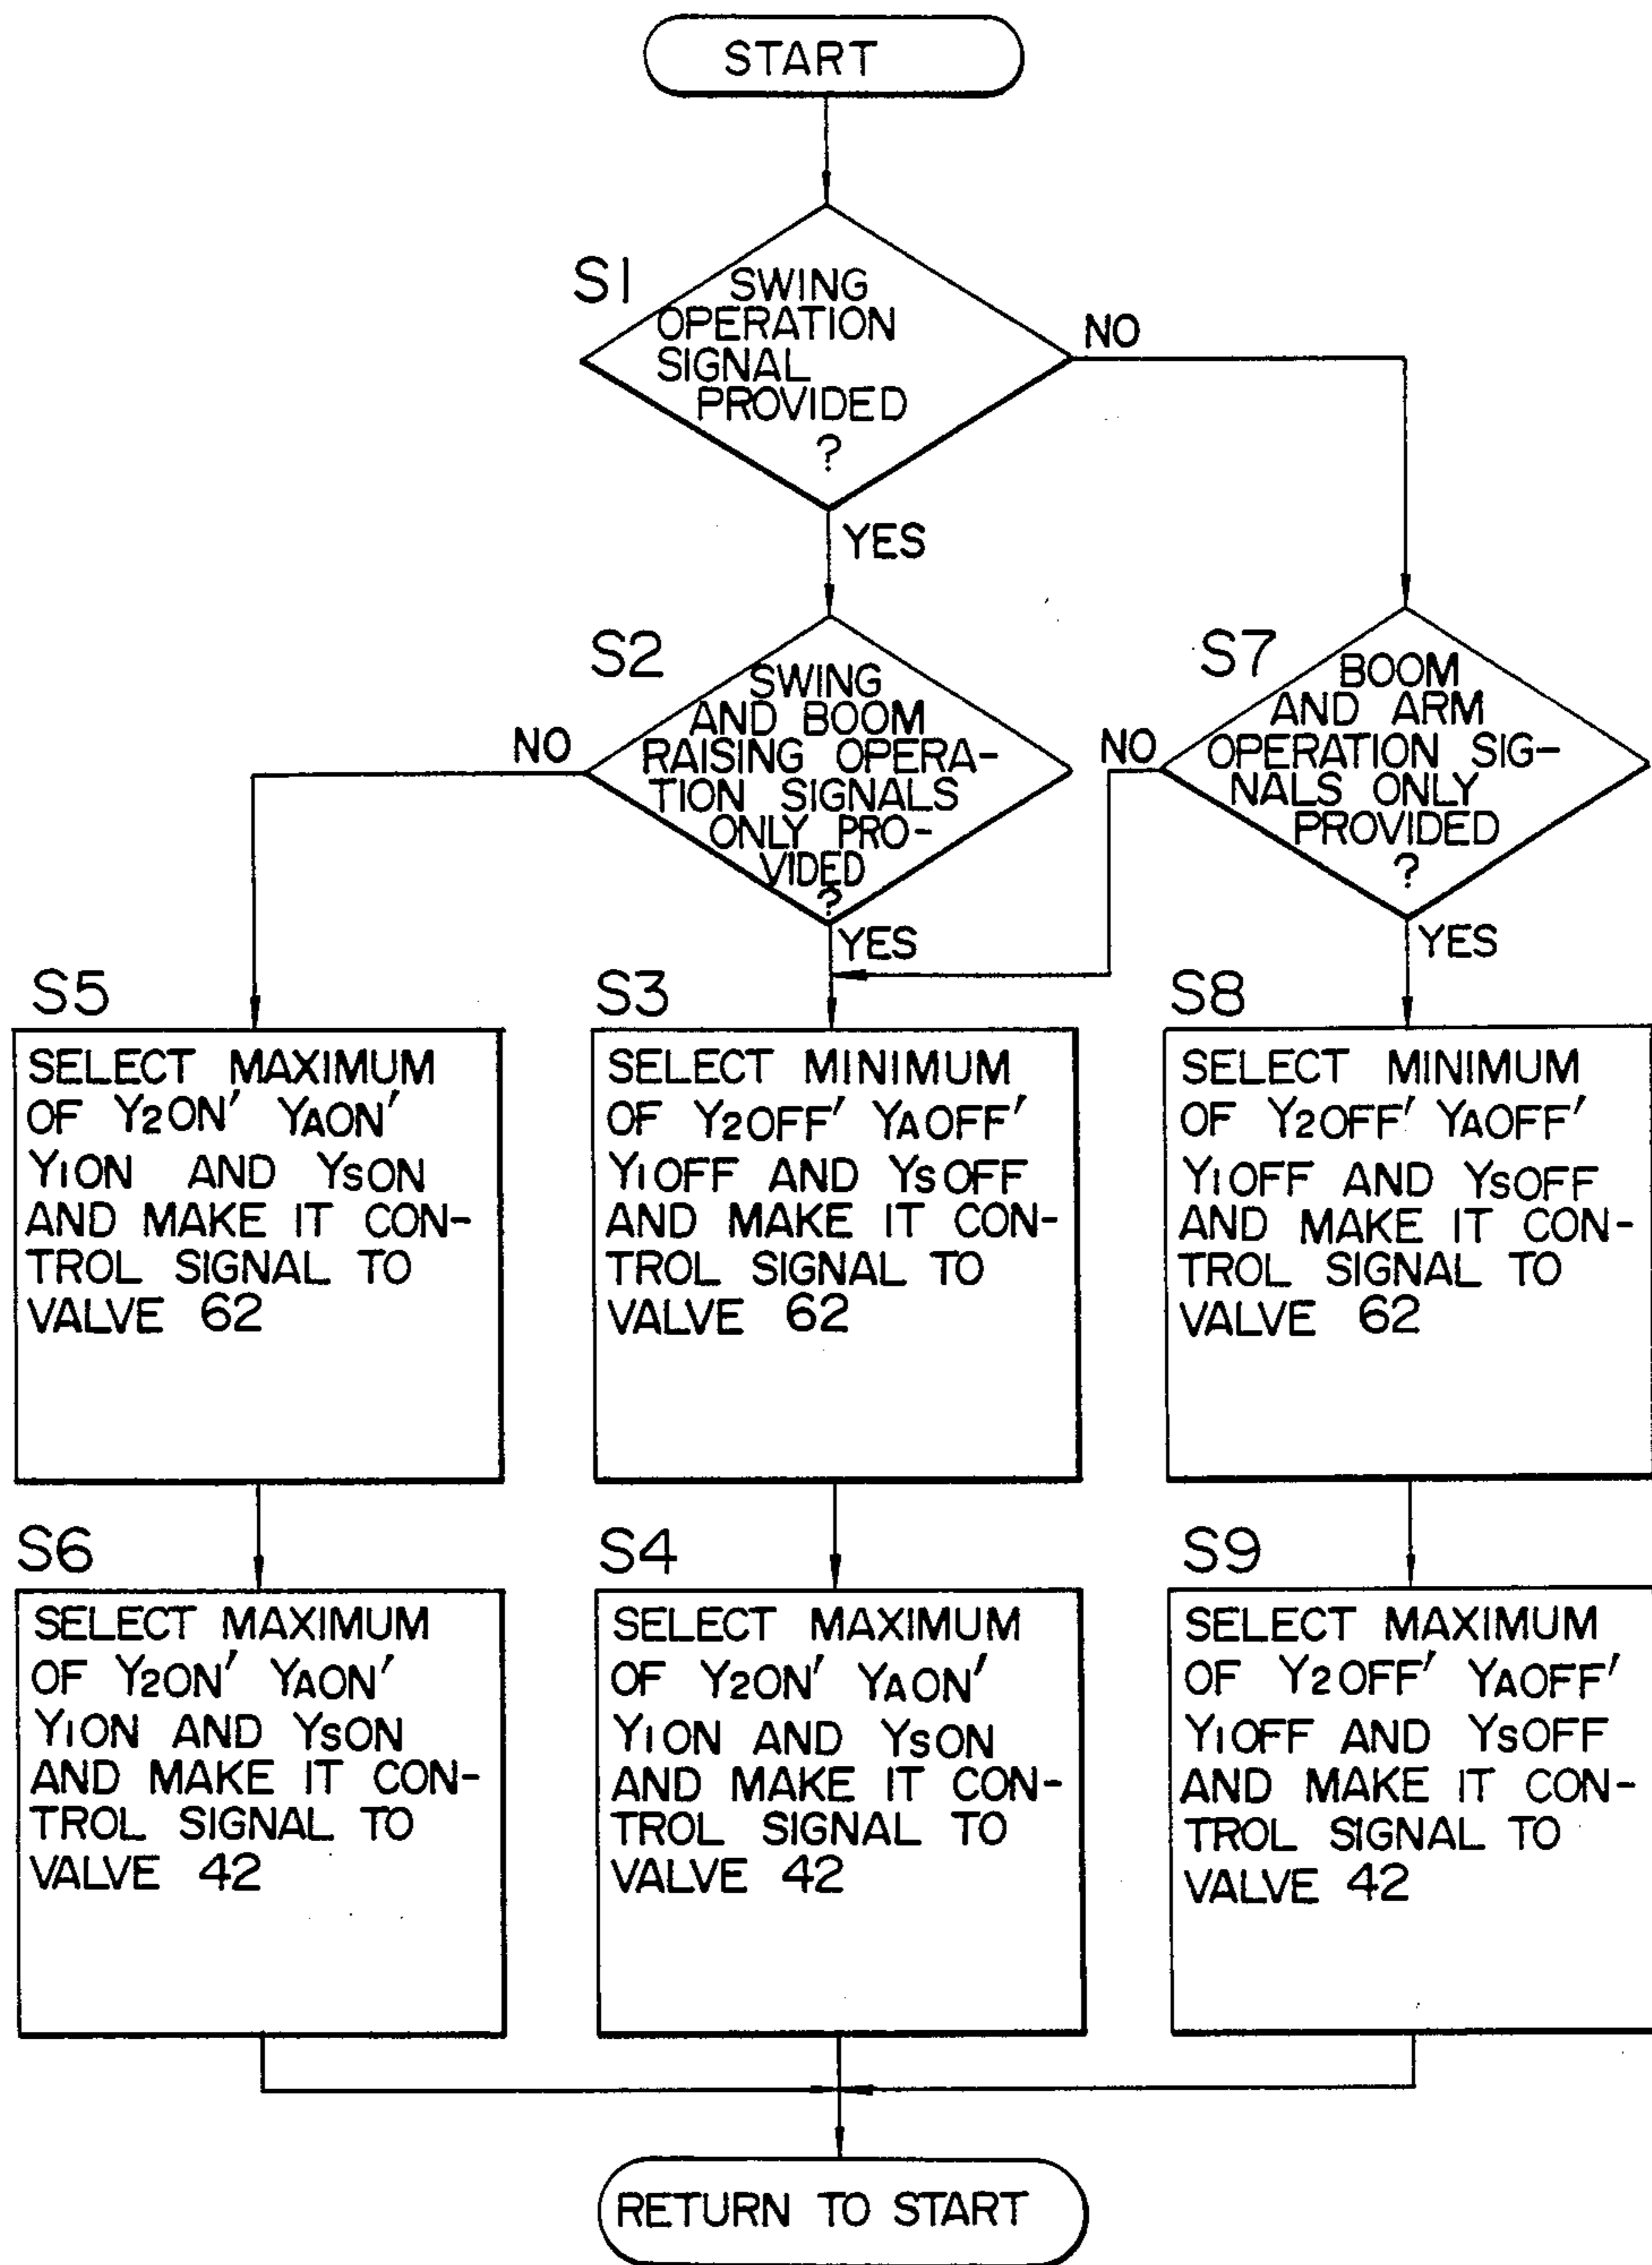 START
S1
SWING
OPERATION
SIGNAL
PROVIDED
?
NO
YES
S2
SWING
AND BOOM
RAISING OPERA-
TION SIGNALS
ONLY PRO-
VIDED
?
NO
YES
S7
BOOM
AND ARM
OPERATION SIG-
NALS ONLY
PROVIDED
?
NO
YES
S5
SELECT MAXIMUM
OF Y2ON' YAON'
Y1ON AND YSON
AND MAKE IT CON-
TROL SIGNAL TO
VALVE 62
S3
SELECT MINIMUM
OF Y2OFF' YAOFF'
Y1OFF AND YSOFF
AND MAKE IT CON-
TROL SIGNAL TO
VALVE 62
S8
SELECT MINIMUM
OF Y2OFF' YAOFF'
Y1OFF AND YSOFF
AND MAKE IT CON-
TROL SIGNAL TO
VALVE 62
S6
SELECT MAXIMUM
OF Y2ON' YAON'
Y1ON AND YSON
AND MAKE IT CON-
TROL SIGNAL TO
VALVE 42
S4
SELECT MAXIMUM
OF Y2ON' YAON'
Y1ON AND YSON
AND MAKE IT CON-
TROL SIGNAL TO
VALVE 42
S9
SELECT MAXIMUM
OF Y2OFF' YAOFF'
Y1OFF AND YSOFF
AND MAKE IT CON-
TROL SIGNAL TO
VALVE 42
RETURN TO START